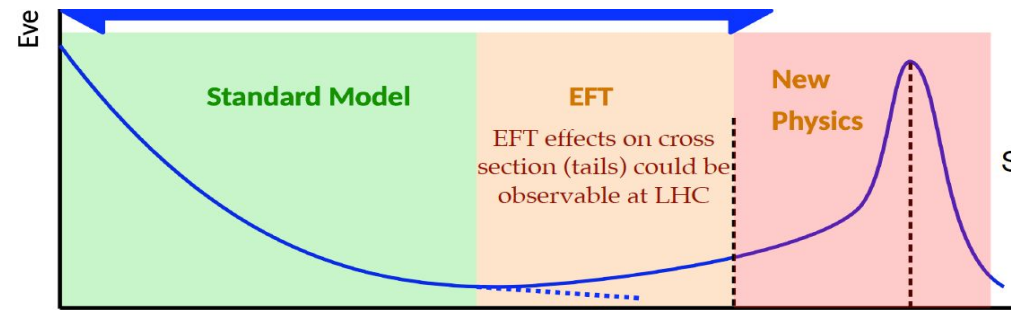 Eve
Standard Model
EFT
EFT effects on cross
section (tails) could be
observable at LHC
New
Physics
S